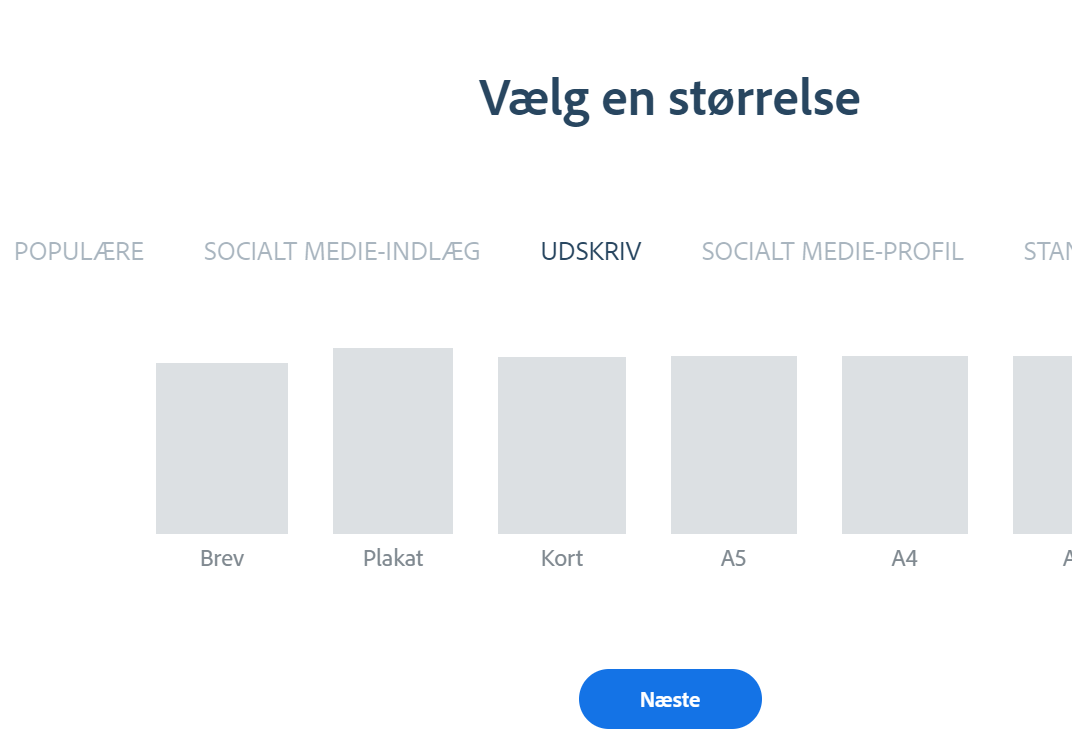 Vælg en størrelse
POPULÆRE SOCIALT MEDIE-INDLÆG UDSKRIV SOCIALT MEDIE-PROFIL
Brev Plakat Kort A5 A4
Næste